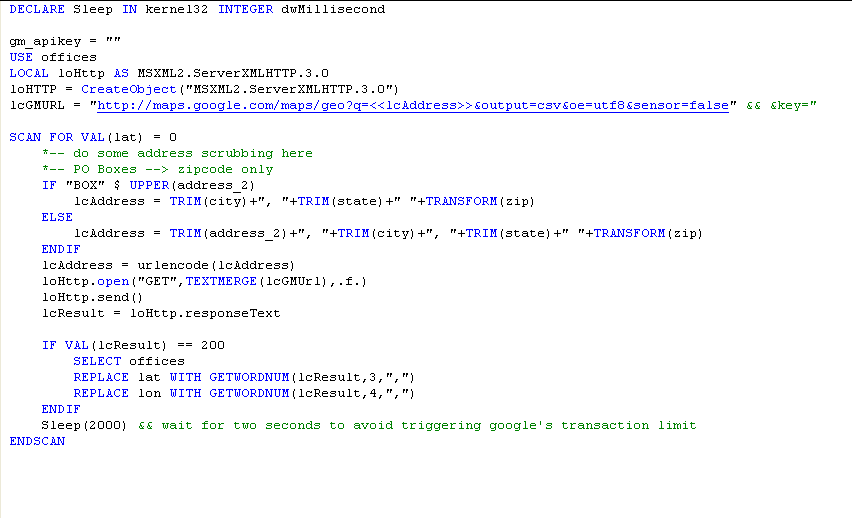 DECLARE Sleep IN kernel32 INTEGER dwMillisecond
gm_apikey = ""
USE offices
LOCAL loHttp AS MSXML2.ServerXMLHTTP.3.0
loHTTP = CreateObject("MSXML2.ServerXMLHTTP.3.0")
lcGMURL = "http://maps.google.com/maps/geo?q=<<lcAddress>>&output=csv&oe=utf8&sensor=false" && &key="
SCAN FOR VAL(lat) = 0
    *-- do some address scrubbing here
    *-- PO Boxes --> zipcode only
    IF "BOX" $ UPPER(address_2)
        lcAddress = TRIM(city)+", "+TRIM(state)+" "+TRANSFORM(zip)
    ELSE
        lcAddress = TRIM(address_2)+", "+TRIM(city)+", "+TRIM(state)+" "+TRANSFORM(zip)
    ENDIF
    lcAddress = urlencode(lcAddress)
    loHttp.open("GET",TEXTMERGE(lcGMUrl),.f.)
    loHttp.send()
    lcResult = loHttp.responseText
    IF VAL(lcResult) == 200
        SELECT offices
        REPLACE lat WITH GETWORDNUM(lcResult,3,",")
        REPLACE lon WITH GETWORDNUM(lcResult,4,",")
    ENDIF
    Sleep(2000) && wait for two seconds to avoid triggering google's transaction limit
ENDSCAN